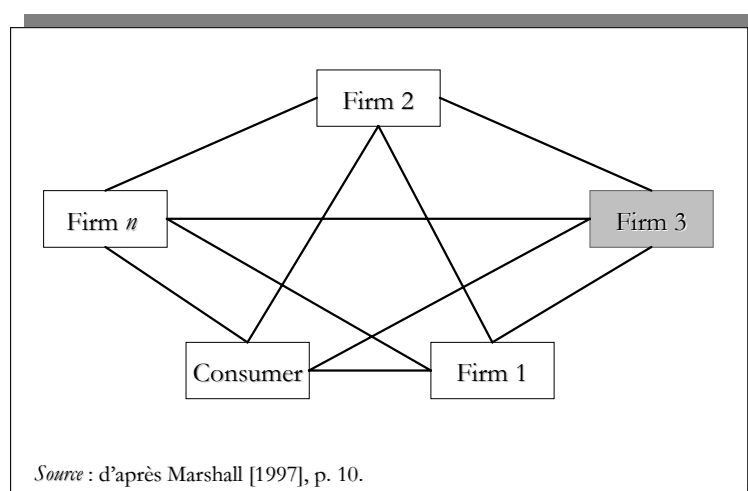 Firm 2
Firm n
Firm 3
Consumer
Firm 1
Source : d'après Marshall [1997], p. 10.